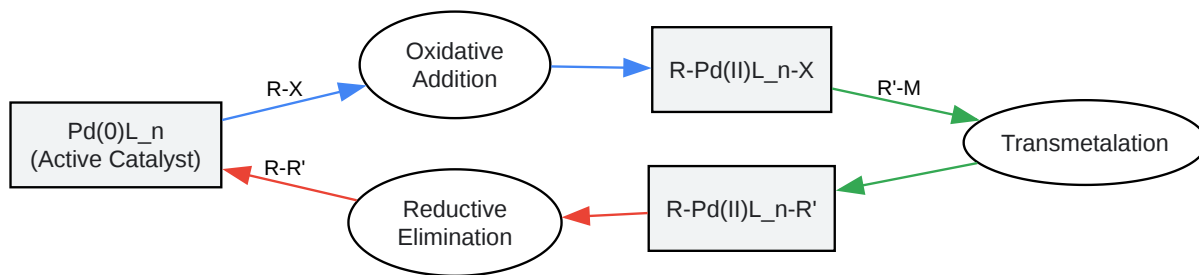 Pd(0)L_n
(Active Catalyst)
R-X
Oxidative
Addition
R-Pd(II)L_n-X
R'-M
Transmetalation
R-Pd(II)L_n-R'
Reductive
Elimination
R-R'